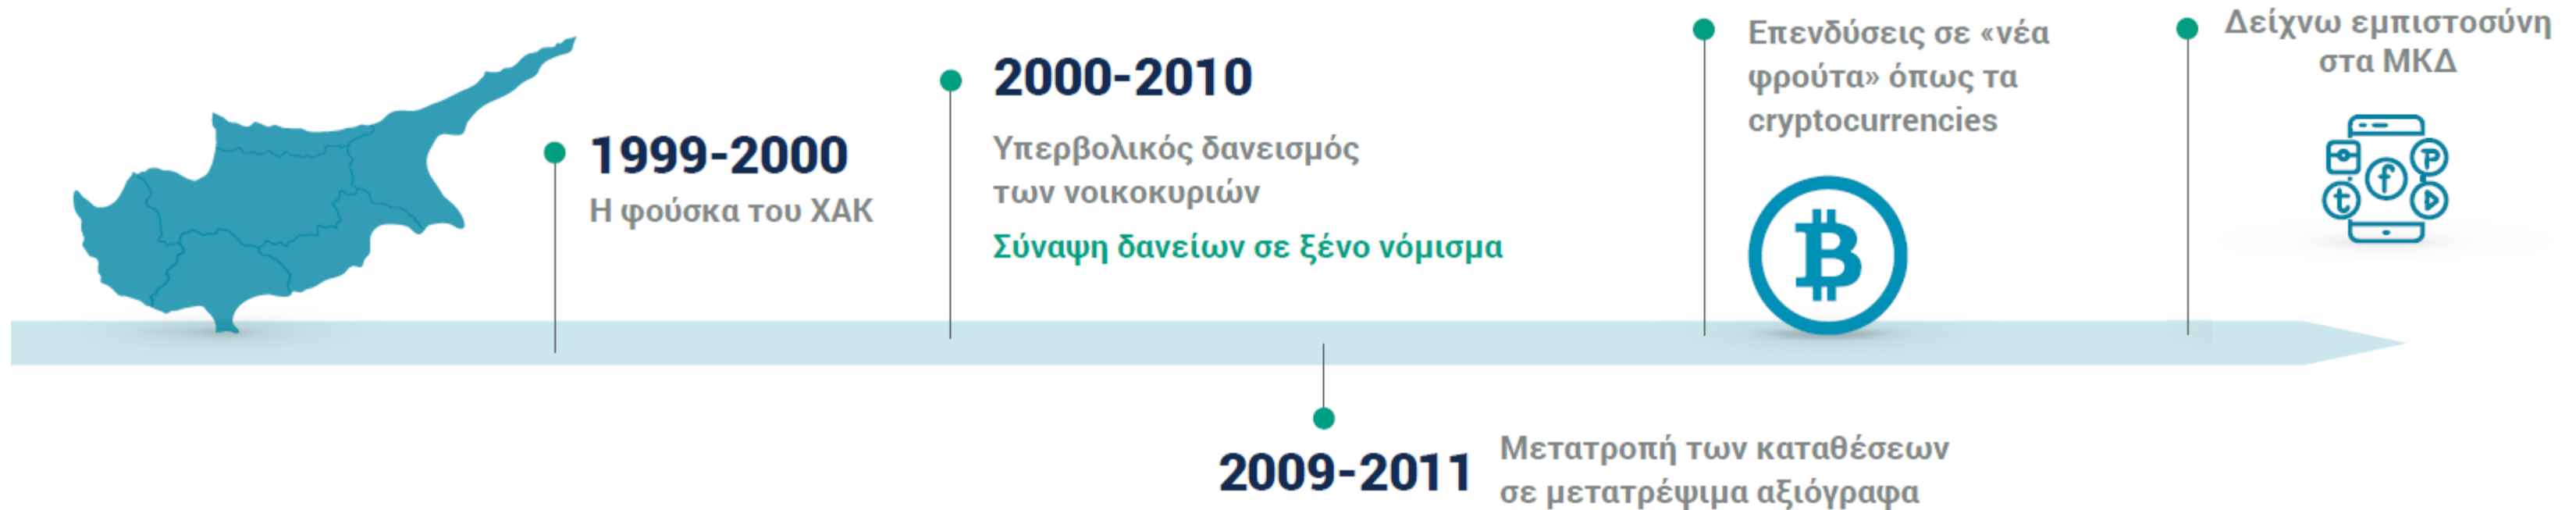 1999-2000
Η φούσκα του ΧΑΚ
2000-2010
Υπερβολικός δανεισμός
των νοικοκυριών
Σύναψη δανείων σε ξένο νόμισμα
2009-2011
Μετατροπή των καταθέσεων
σε μετατρέψιμα αξιόγραφα
Επενδύσεις σε «νέα
φρούτα» όπως τα
cryptocurrencies
Δείχνω εμπιστοσύνη
στα ΜΚΔ